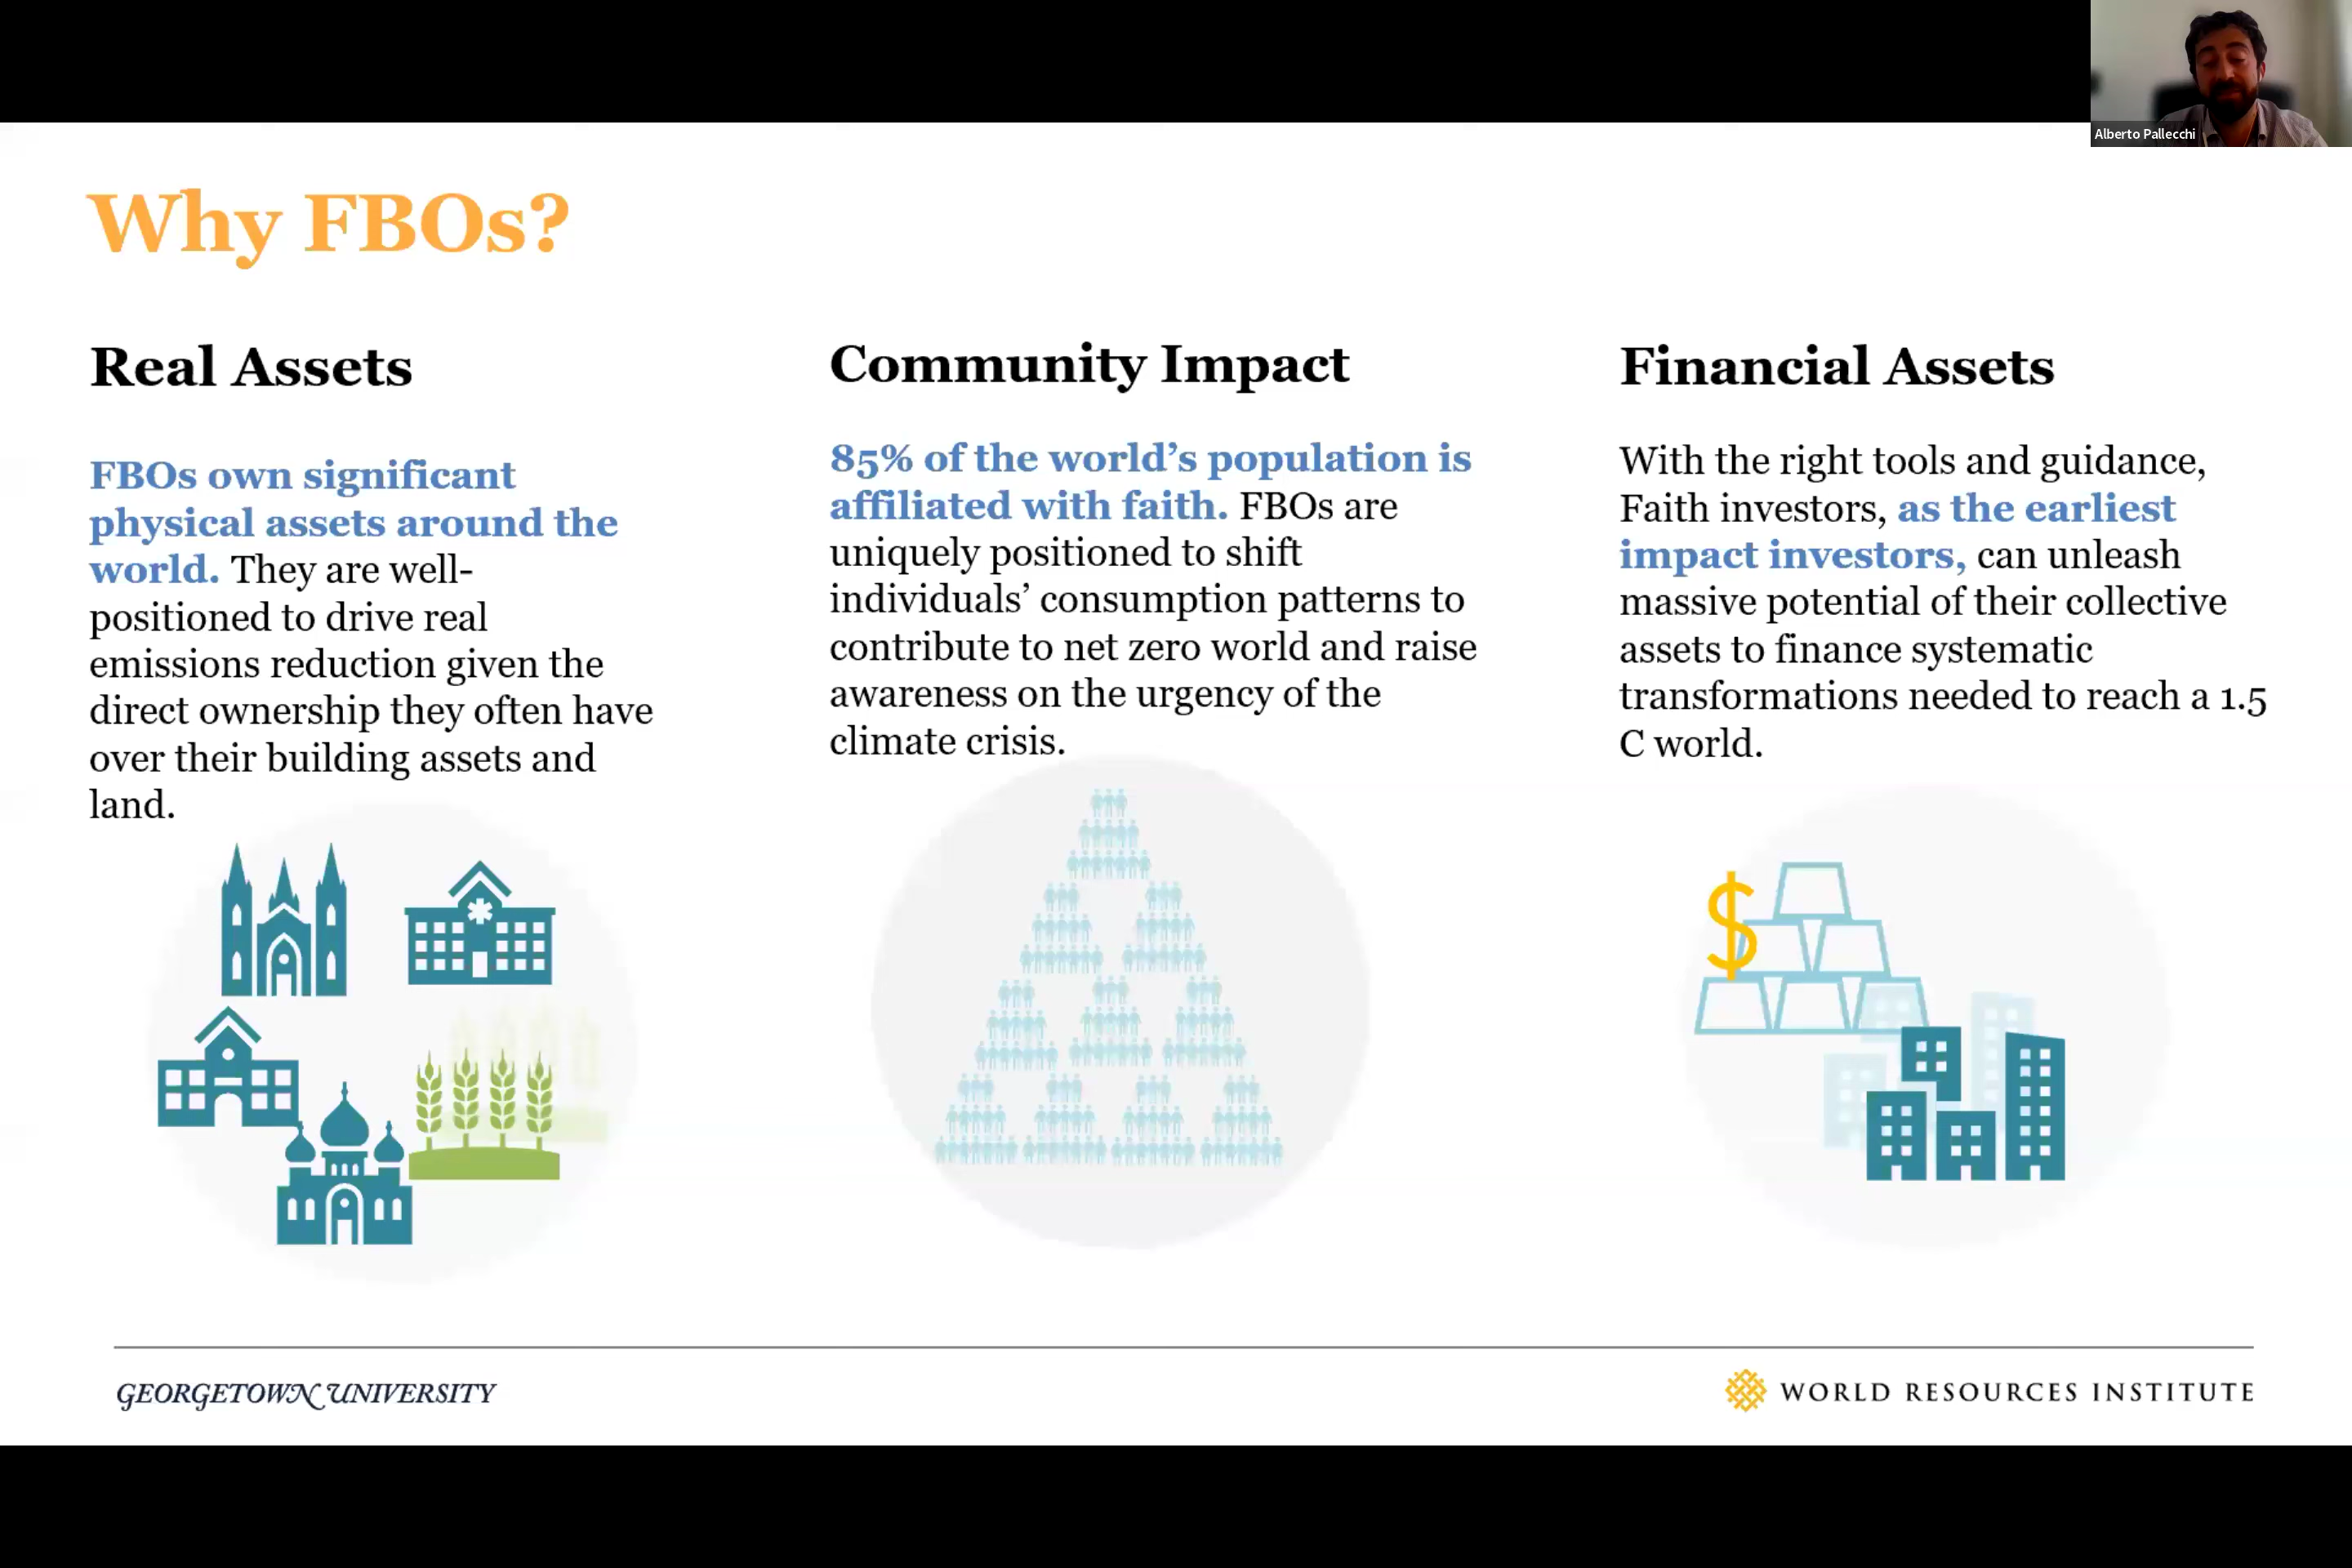 Alberto Pallecchi
Why FBOs?
Real Assets
FBOs own significant
physical assets around the
world. They are well-
positioned to drive real
emissions reduction given the
direct ownership they often have
over their building assets and
land.
Community Impact
85% of the world’s population is
affiliated with faith. FBOs are
uniquely positioned to shift
individuals’ consumption patterns to
contribute to net zero world and raise
awareness on the urgency of the
climate crisis.
Financial Assets
With the right tools and guidance,
Faith investors, as the earliest
impact investors, can unleash
massive potential of their collective
assets to finance systematic
transformations needed to reach a 1.5
C world.
$
GEORGETOWN UNIVERSITY
WORLD RESOURCES INSTITUTE